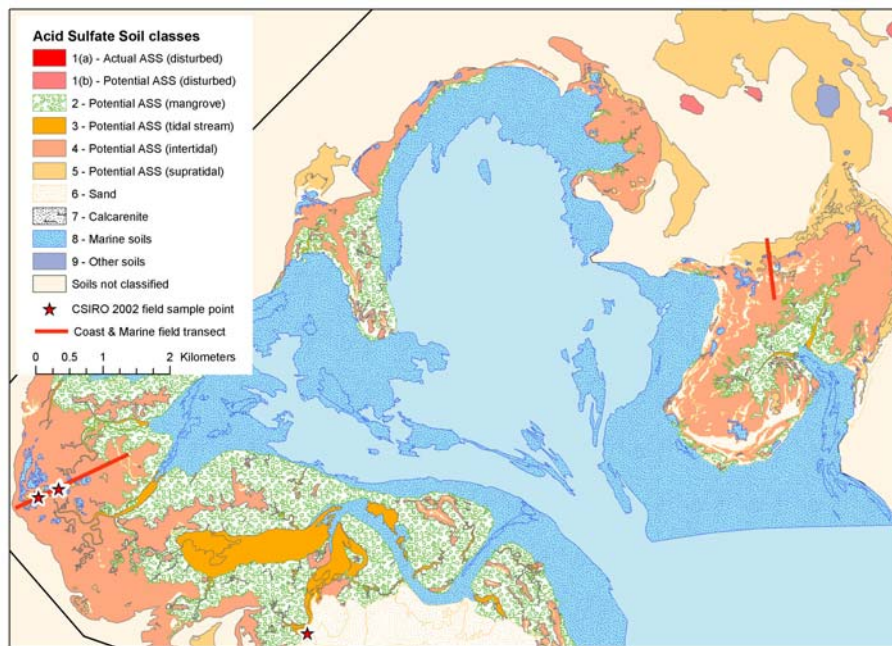 Acid Sulfate Soil classes
1(a) - Actual ASS (disturbed)
1(b) - Potential ASS (disturbed)
2 - Potential ASS (mangrove)
3 - Potential ASS (tidal stream)
4 - Potential ASS (intertidal)
5 - Potential ASS (supratidal)
6 - Sand
7 - Calcarenite
8 - Marine soils
9 - Other soils
Soils not classified
CSIRO 2002 field sample point
Coast & Marine field transect
0 0.5 1 2 Kilometers